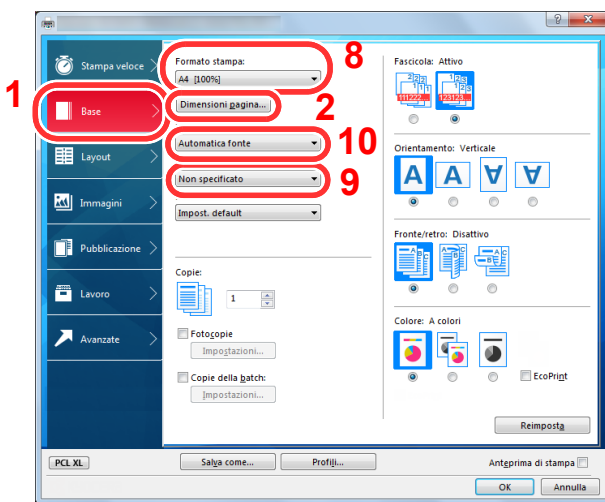 1
Stampa veloce
Base
Layout
Immagini
Pubblicazione
Lavoro
Avanzate
Formato stampa:
A4 [100%]
8
Dimensioni pagina...
2
Automatica fonte
10
Non specificato
9
Impost. default
Copie:
1
Fotocopie
Impostazioni...
Copie della batch:
Impostazioni...
Fascicola: Attivo
111222...
123123...
Orientamento: Verticale
A A A A
Fronte/retro: Disattivo
Colore: A colori
EcoPrint
Reimposta
PCL XL
Salva come...
Profili...
Anteprima di stampa
OK
Annulla